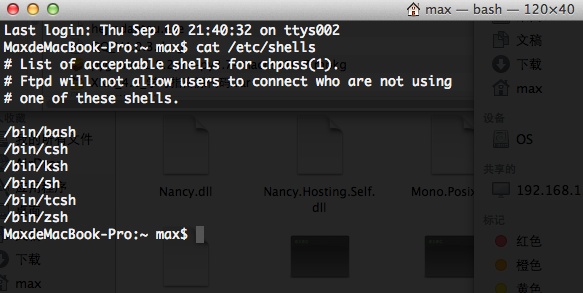 max — bash — 120×40
Last login: Thu Sep 10 21:40:32 on ttys002
MaxdeMacBook-Pro:~ max$ cat /etc/shells
# List of acceptable shells for chpass(1).
# Ftpd will not allow users to connect who are not using
# one of these shells.
/bin/bash
/bin/csh
/bin/ksh
/bin/sh
/bin/tcsh
/bin/zsh
MaxdeMacBook-Pro:~ max$
文稿
下载
max
设备
OS
共享的
192.168.1
标记
红色
橙色
黄色
Nancy.dll
Nancy.Hosting.Self.
dll
Mono.Posix
下载
max